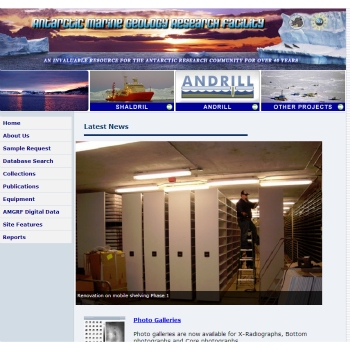 Antarctic Marine Geology Research Facility
AN INVALUABLE RESOURCE FOR THE ANTARCTIC RESEARCH COMMUNITY FOR OVER 40 YEARS
ANDRILL
SHALDRIL
ANDRILL
OTHER PROJECTS
Home
About Us
Sample Request
Database Search
Collections
Publications
Equipment
AMGRF Digital Data
Site Features
Reports
Latest News
Renovation on mobile shelving Phase 1
Photo Galleries
Photo galleries are now available for X-Radiographs, Bottom
photographs and Core photographs.